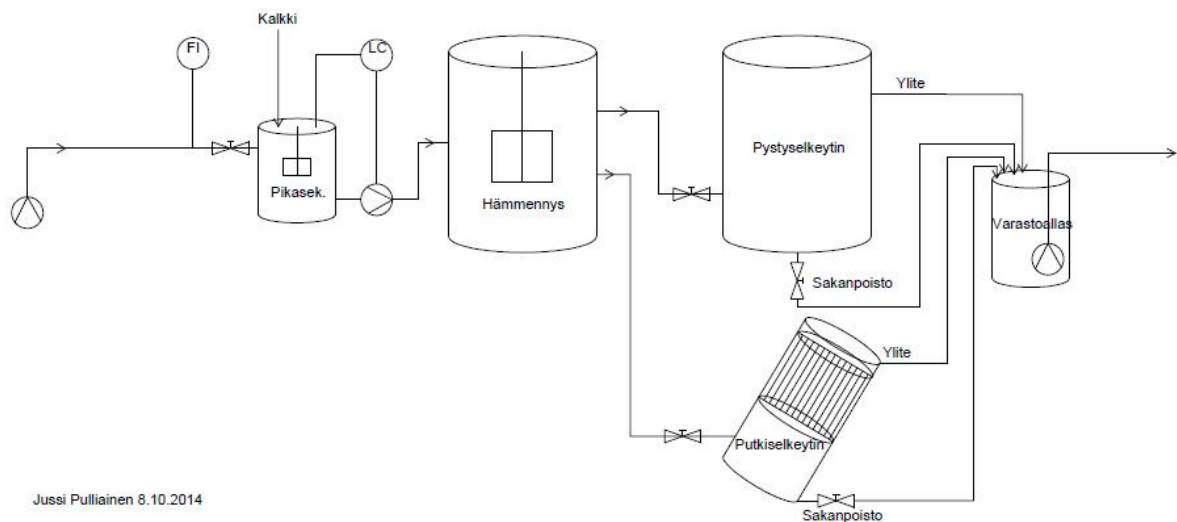 Kalkki
FI
LC
Pikasek.
Hämmennys
Pystyselkeytin
Ylite
Varastoallas
Sakanpoisto
Ylite
Putkiselkeytin
Sakanpoisto
Jussi Pulliainen 8.10.2014